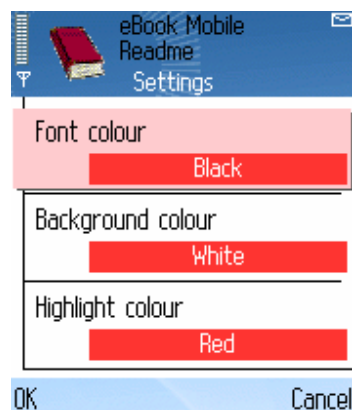 eBook Mobile
Readme
Settings
Font colour
Black
Background colour
White
Highlight colour
Red
OK Cancel